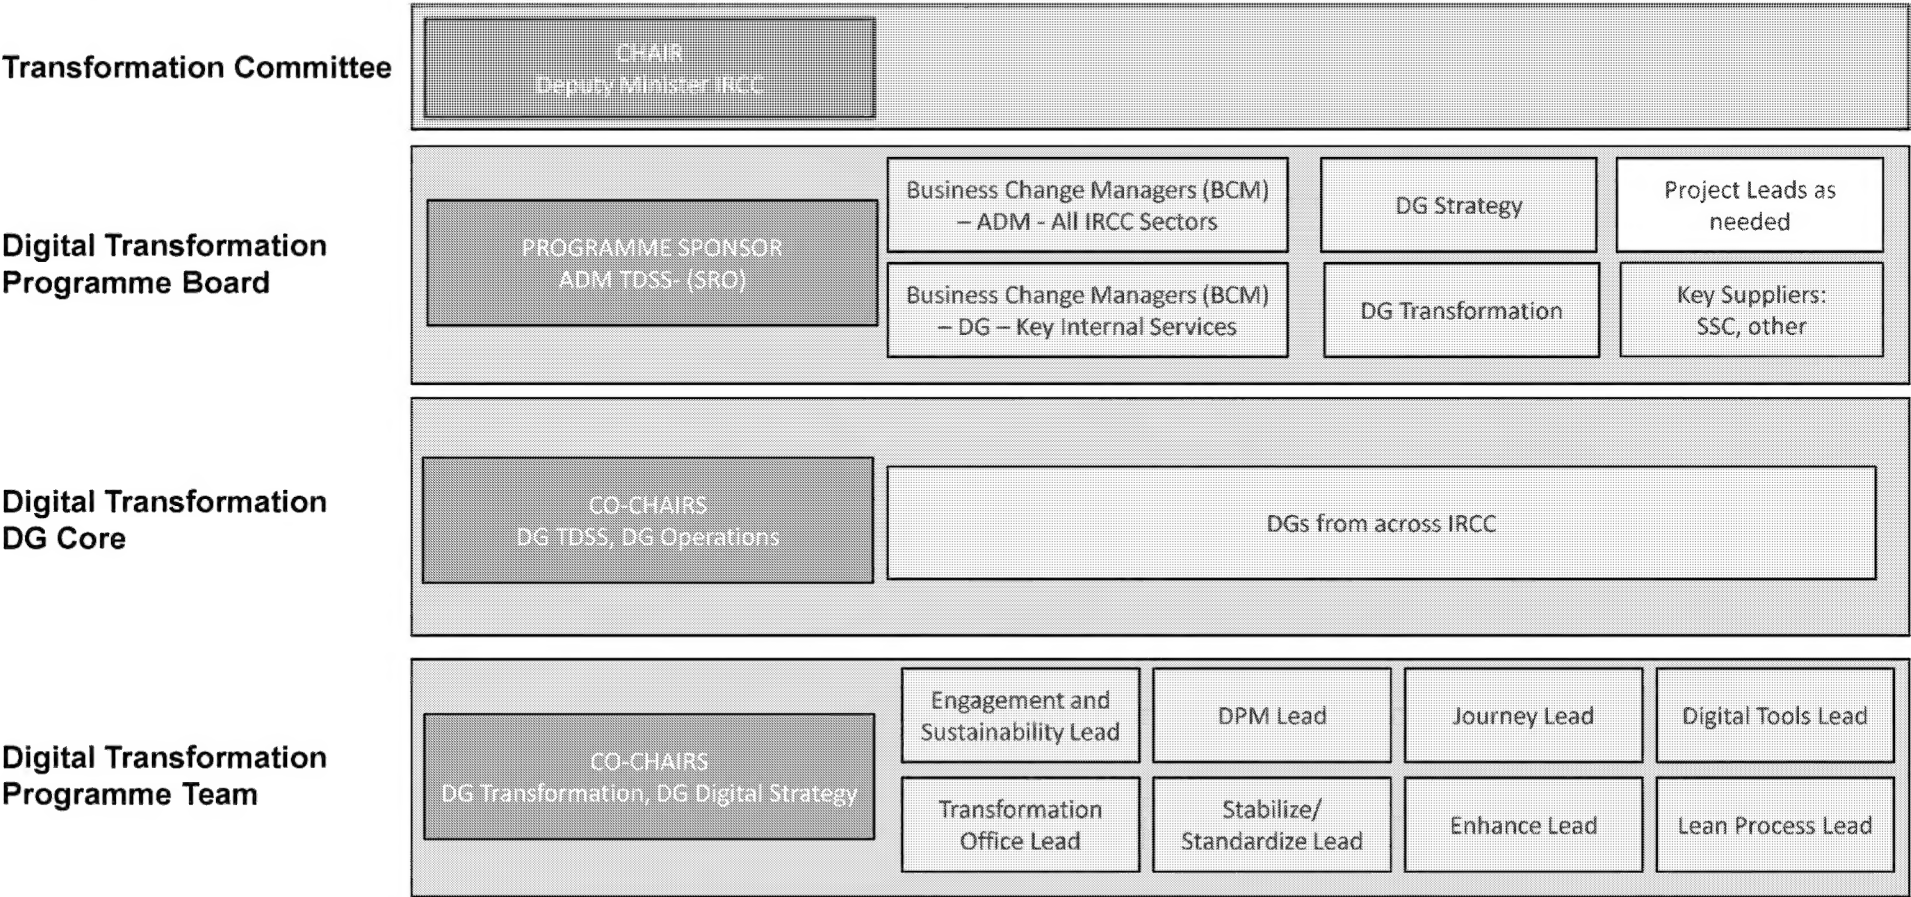 Transformation Committee
CHAIR
Deputy Minister IRCC
Digital Transformation
Programme Board
PROGRAMME SPONSOR
ADM TDSS- (SRO)
Business Change Managers (BCM)
– ADM - All IRCC Sectors
DG Strategy
Project Leads as
needed
Business Change Managers (BCM)
– DG – Key Internal Services
DG Transformation
Key Suppliers:
SSC, other
Digital Transformation
DG Core
CO-CHAIRS
DG TDSS, DG Operations
DGs from across IRCC
Digital Transformation
Programme Team
CO-CHAIRS
DG Transformation, DG Digital Strategy
Engagement and
Sustainability Lead
DPM Lead
Journey Lead
Digital Tools Lead
Transformation
Office Lead
Stabilize/
Standardize Lead
Enhance Lead
Lean Process Lead